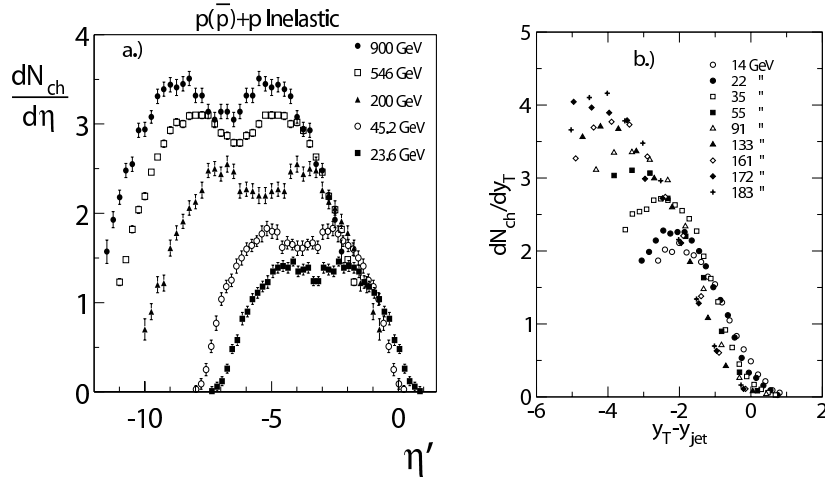 p(p̅)+p Inelastic
a.)
dN_ch
dη
4
3
2
1
0
-10
-5
0
η′
900 GeV
546 GeV
200 GeV
45.2 GeV
23.6 GeV
b.)
dN_ch/dy_T
5
4
3
2
1
0
-6
-4
-2
0
2
y_T-y_jet
14 GeV
22 "
35 "
55 "
91 "
133 "
161 "
172 "
183 "